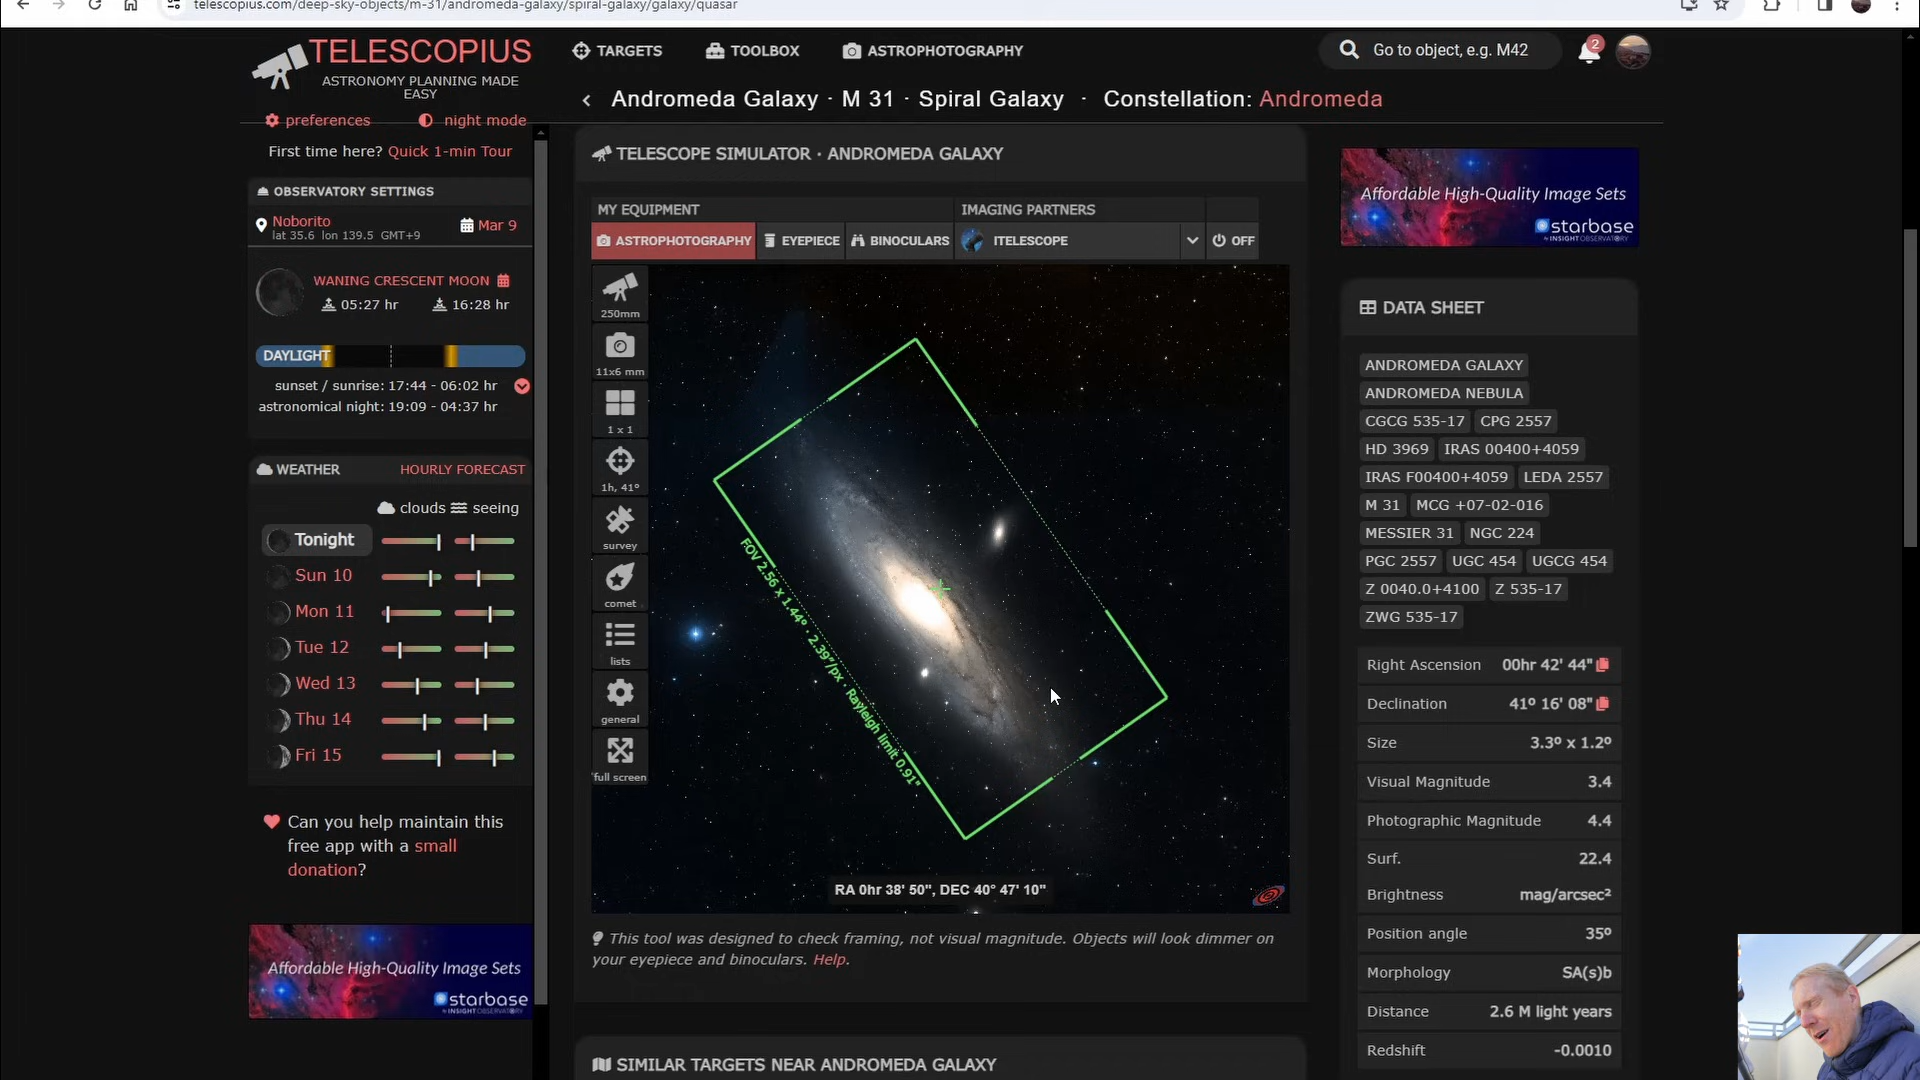 telescopius.com/deep-sky-objects/m-31/andromeda-galaxy/spiral-galaxy/galaxy/quasar
TELESCOPIUS
ASTRONOMY PLANNING MADE
EASY
TARGETS
TOOLBOX
ASTROPHOTOGRAPHY
Go to object, e.g. M42
2
Andromeda Galaxy · M 31 · Spiral Galaxy · Constellation: Andromeda
preferences
night mode
First time here? Quick 1-min Tour
OBSERVATORY SETTINGS
Noborito
lat 35.6 lon 139.5 GMT+9
Mar 9
WANING CRESCENT MOON
05:27 hr
16:28 hr
DAYLIGHT
sunset / sunrise: 17:44 - 06:02 hr
astronomical night: 19:09 - 04:37 hr
WEATHER
HOURLY FORECAST
clouds
seeing
Tonight
Sun 10
Mon 11
Tue 12
Wed 13
Thu 14
Fri 15
Can you help maintain this
free app with a small
donation?
Affordable High-Quality Image Sets
starbase
by INSIGHT OBSERVATORY
TELESCOPE SIMULATOR · ANDROMEDA GALAXY
MY EQUIPMENT
IMAGING PARTNERS
ASTROPHOTOGRAPHY
EYEPIECE
BINOCULARS
ITELESCOPE
OFF
250mm
11x6 mm
1 x 1
1h, 41º
survey
comet
lists
general
full screen
FOV 2.56 x 1.44º · 2.39"/px · Rayleigh limit 0.91"
RA 0hr 38' 50", DEC 40° 47' 10"
This tool was designed to check framing, not visual magnitude. Objects will look dimmer on
your eyepiece and binoculars. Help.
SIMILAR TARGETS NEAR ANDROMEDA GALAXY
Affordable High-Quality Image Sets
starbase
by INSIGHT OBSERVATORY
DATA SHEET
ANDROMEDA GALAXY
ANDROMEDA NEBULA
CGCG 535-17 CPG 2557
HD 3969 IRAS 00400+4059
IRAS F00400+4059 LEDA 2557
M 31 MCG +07-02-016
MESSIER 31 NGC 224
PGC 2557 UGC 454 UGCG 454
Z 0040.0+4100 Z 535-17
ZWG 535-17
Right Ascension 00hr 42' 44"
Declination 41º 16' 08"
Size 3.3º x 1.2º
Visual Magnitude 3.4
Photographic Magnitude 4.4
Surf. 22.4
Brightness mag/arcsec²
Position angle 35º
Morphology SA(s)b
Distance 2.6 M light years
Redshift -0.0010